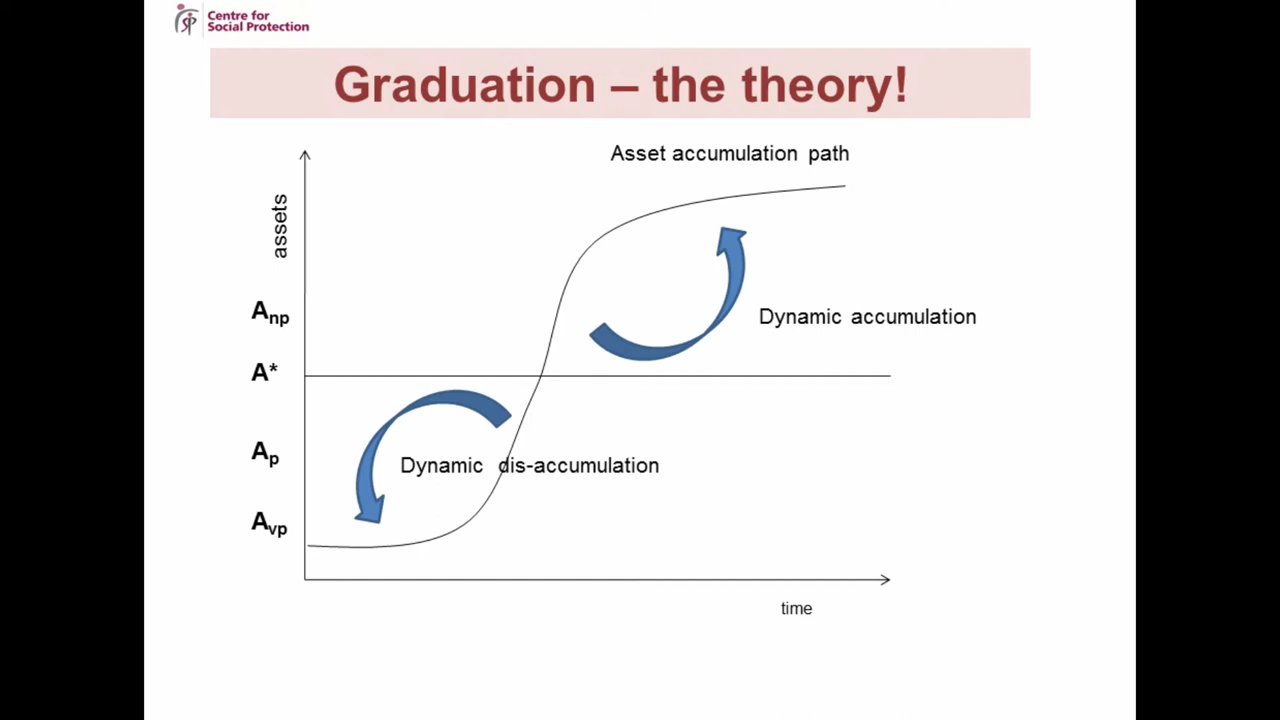 Centre for
Social Protection
Graduation – the theory!
Asset accumulation path
assets
Anp
Dynamic accumulation
A*
Ap
Dynamic dis-accumulation
Avp
time